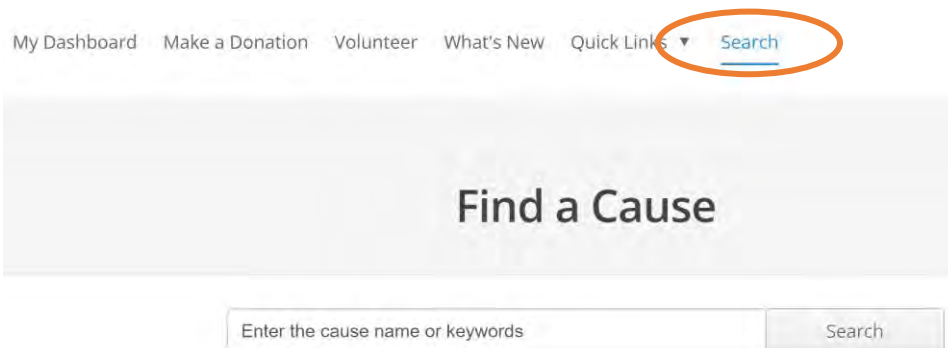 My Dashboard Make a Donation Volunteer What's New Quick Links ▼ Search
Find a Cause
Enter the cause name or keywords Search